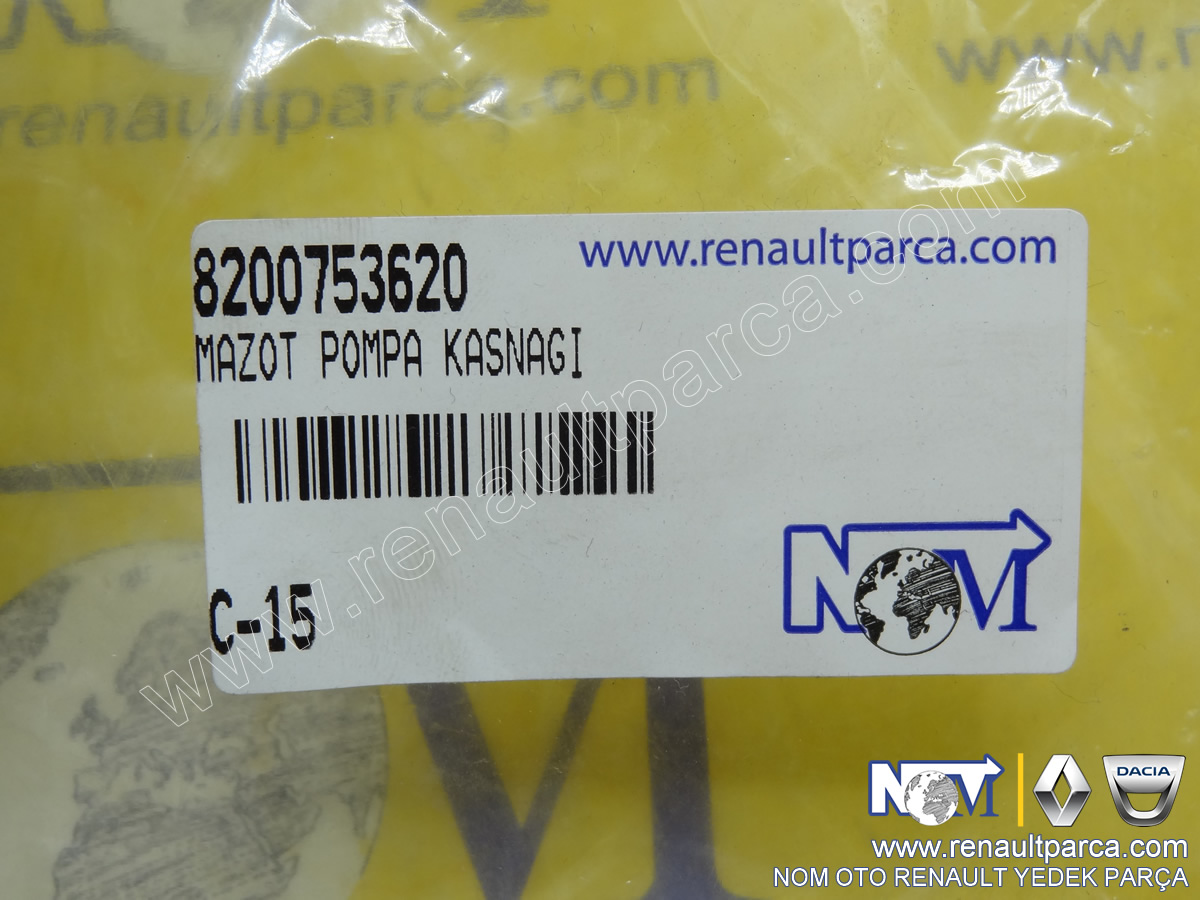 renaultparca.com
www.r
8200753620
www.renaultparca.com
MAZOT POMPA KASNAGI
www.renaultparca.com
C-15
NOM
NOM
DACIA
www.renaultparca.com
NOM OTO RENAULT YEDEK PARÇA